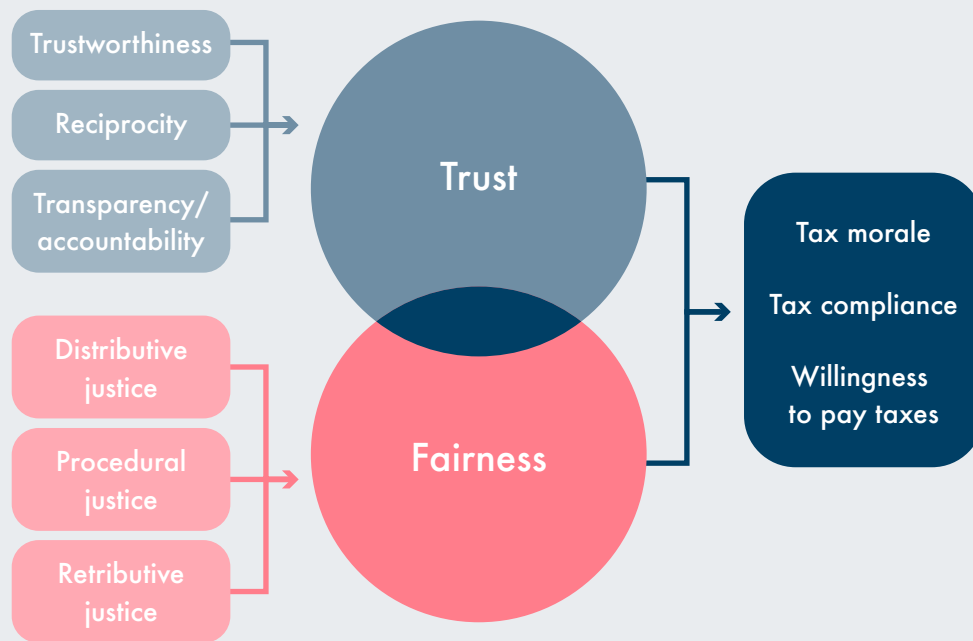 Trustworthiness
Reciprocity
Transparency/
accountability
Distributive
justice
Procedural
justice
Retributive
justice
Trust
Fairness
Tax morale
Tax compliance
Willingness
to pay taxes